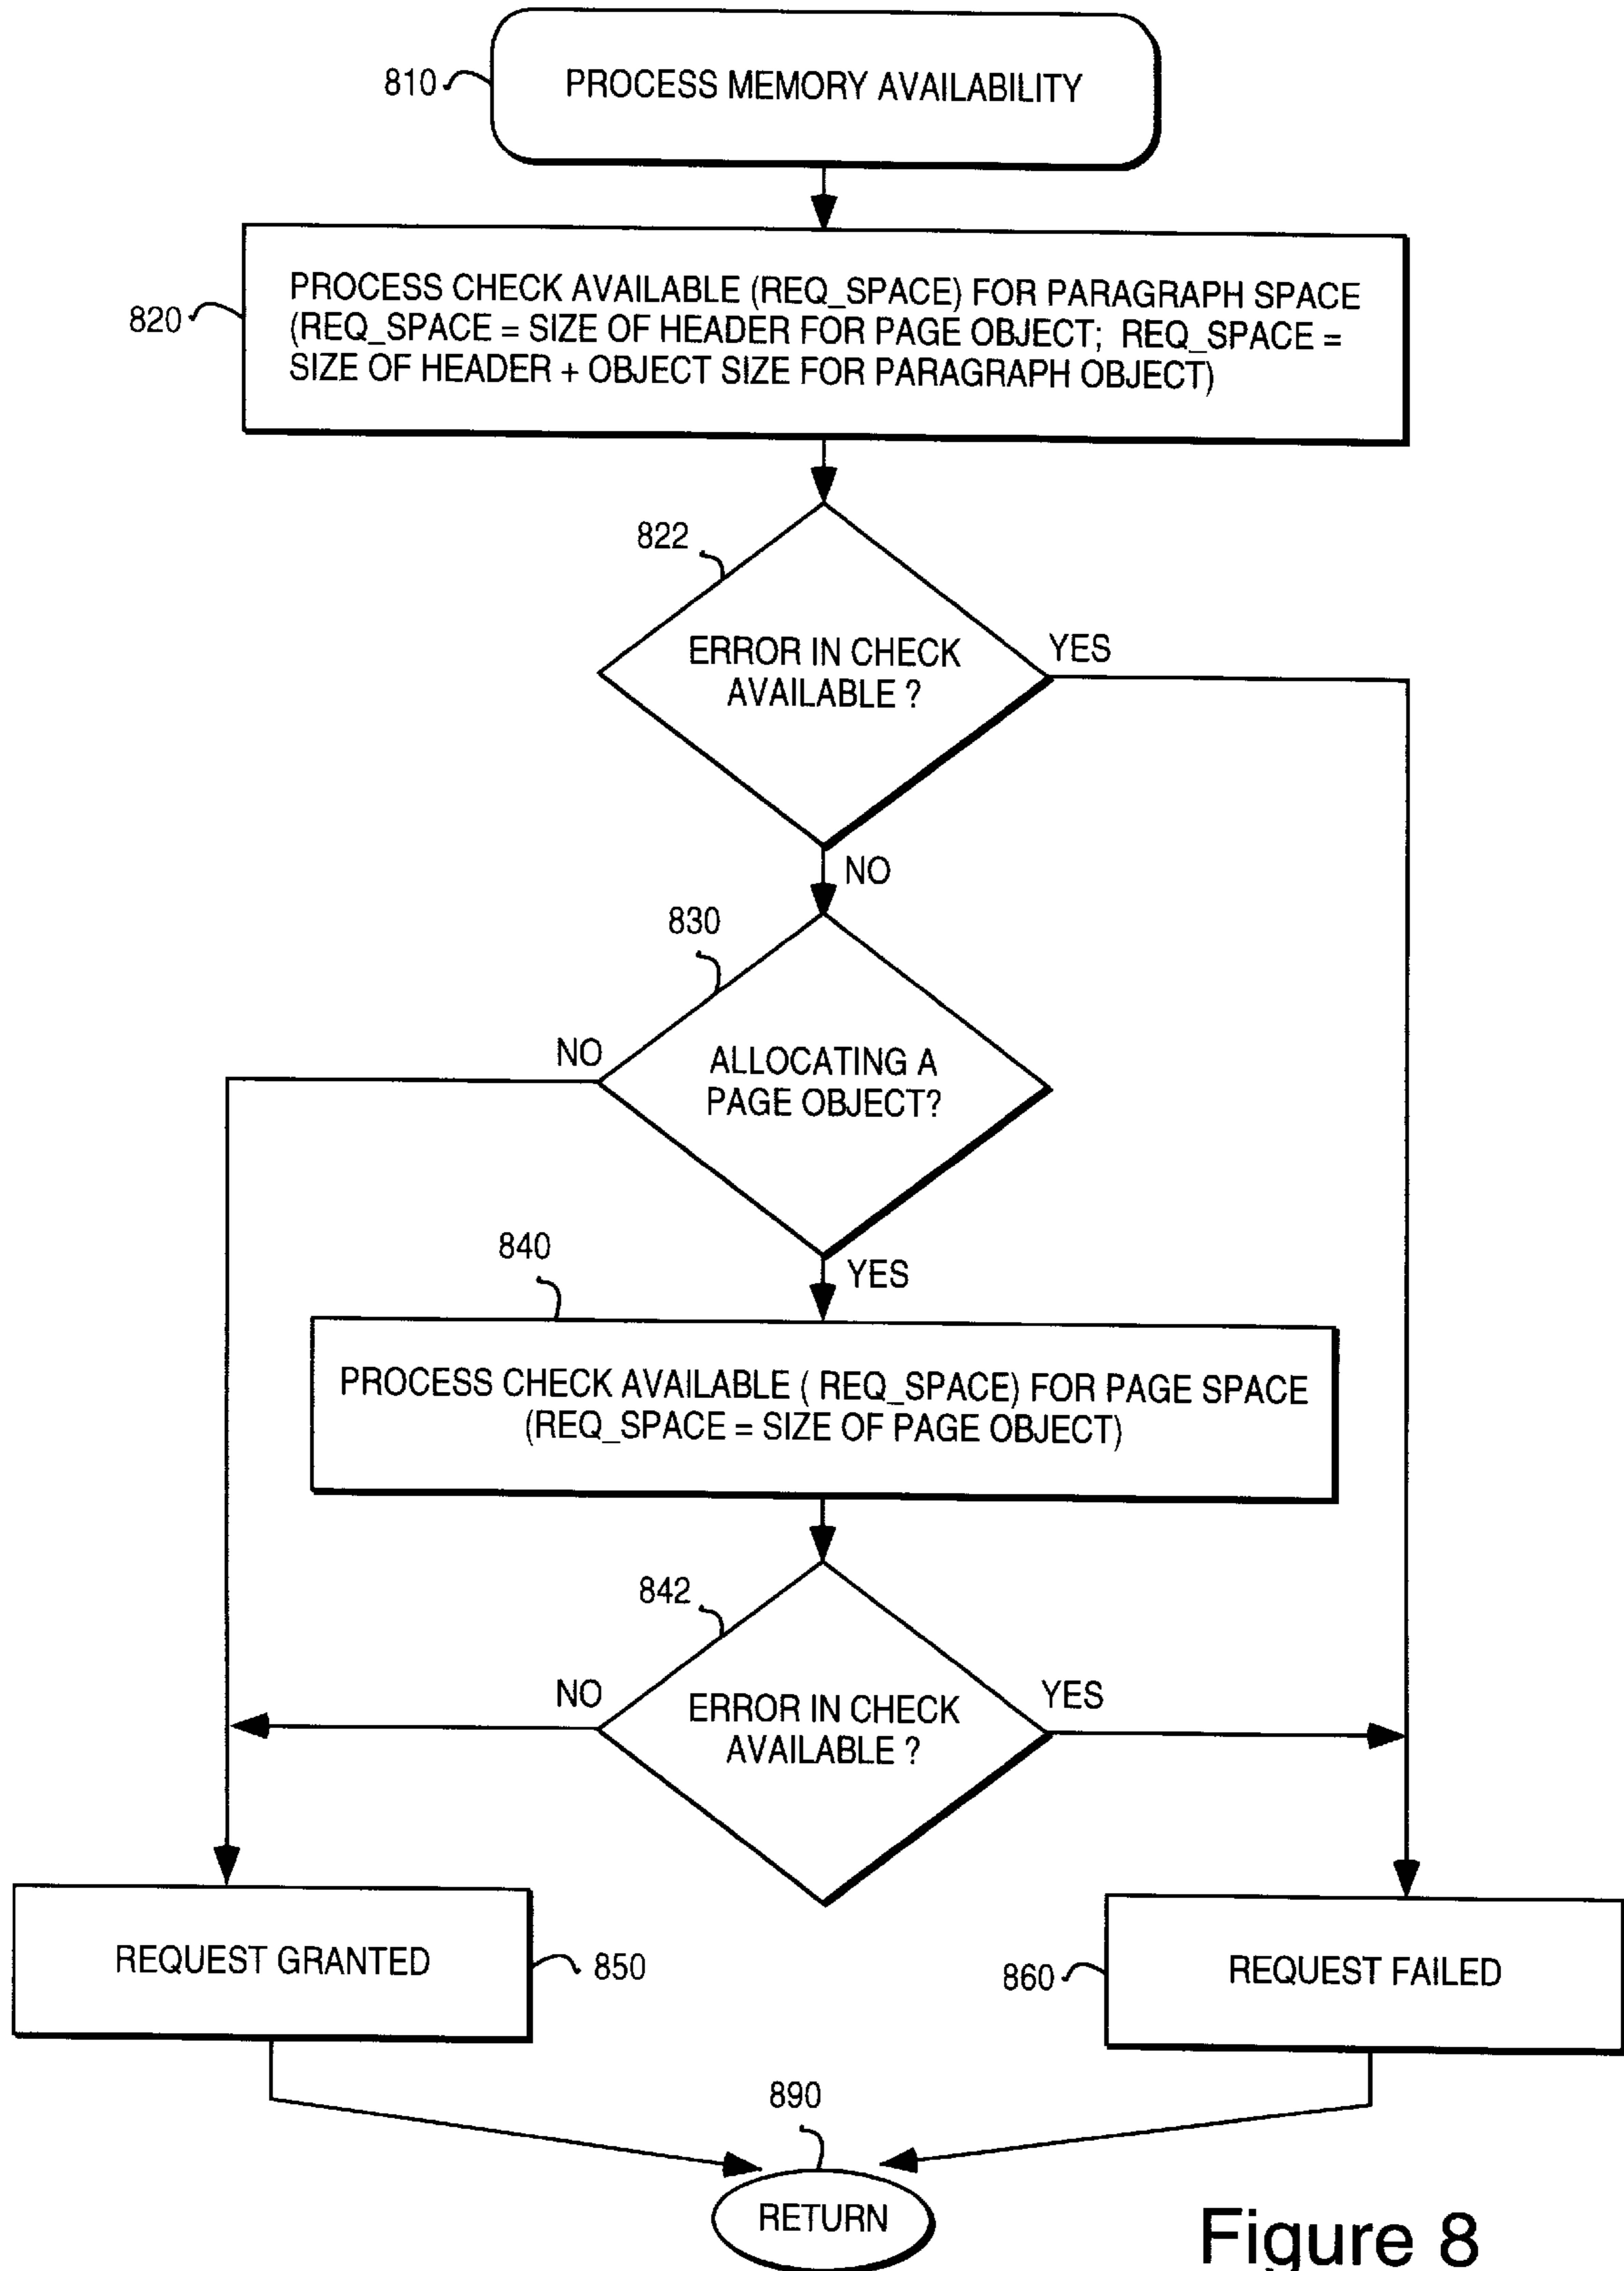 810
PROCESS MEMORY AVAILABILITY
820
PROCESS CHECK AVAILABLE (REQ_SPACE) FOR PARAGRAPH SPACE
(REQ_SPACE = SIZE OF HEADER FOR PAGE OBJECT; REQ_SPACE =
SIZE OF HEADER + OBJECT SIZE FOR PARAGRAPH OBJECT)
822
ERROR IN CHECK
AVAILABLE ?
YES
NO
830
NO
ALLOCATING A
PAGE OBJECT?
YES
840
PROCESS CHECK AVAILABLE ( REQ_SPACE) FOR PAGE SPACE
(REQ_SPACE = SIZE OF PAGE OBJECT)
842
NO
ERROR IN CHECK
AVAILABLE ?
YES
REQUEST GRANTED
850
860
REQUEST FAILED
890
RETURN
Figure 8